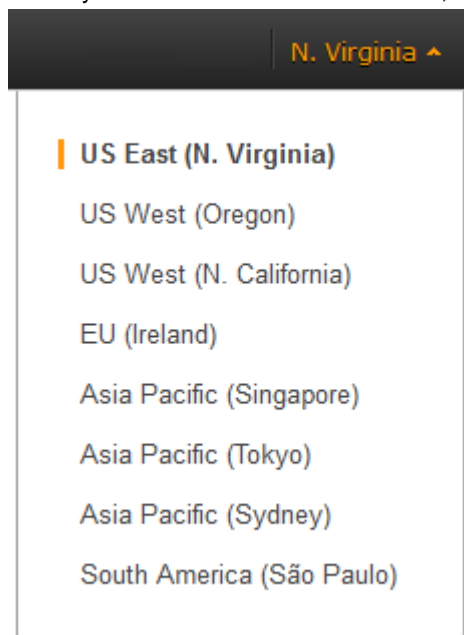 N. Virginia
US East (N. Virginia)
US West (Oregon)
US West (N. California)
EU (Ireland)
Asia Pacific (Singapore)
Asia Pacific (Tokyo)
Asia Pacific (Sydney)
South America (São Paulo)